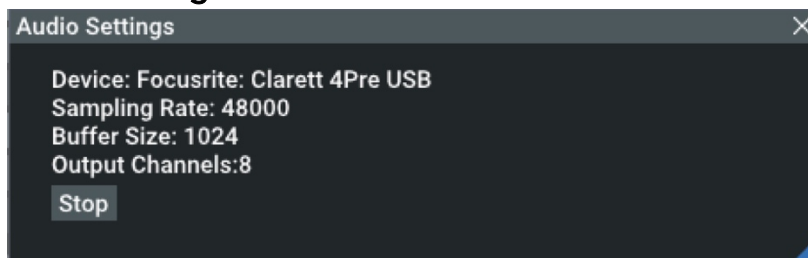 Audio Settings
Device: Focusrite: Clarett 4Pre USB
Sampling Rate: 48000
Buffer Size: 1024
Output Channels:8
Stop